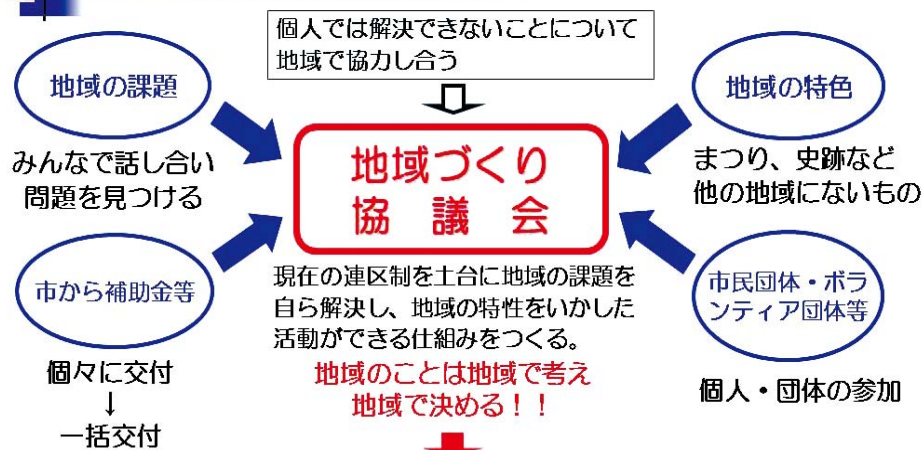 個人では解決できないことについて
地域で協力し合う
地域の課題
みんなで話し合い
問題を見つける
地域の特色
まつり、史跡など
他の地域にないもの
地域づくり
協議会
市から補助金等
個々に交付
↓
一括交付
現在の連区制を土台に地域の課題を
自ら解決し、地域の特性をいかした
活動ができる仕組みをつくる。
地域のことは地域で考え
地域で決める！！
市民団体・ボラ
ンティア団体等
個人・団体の参加